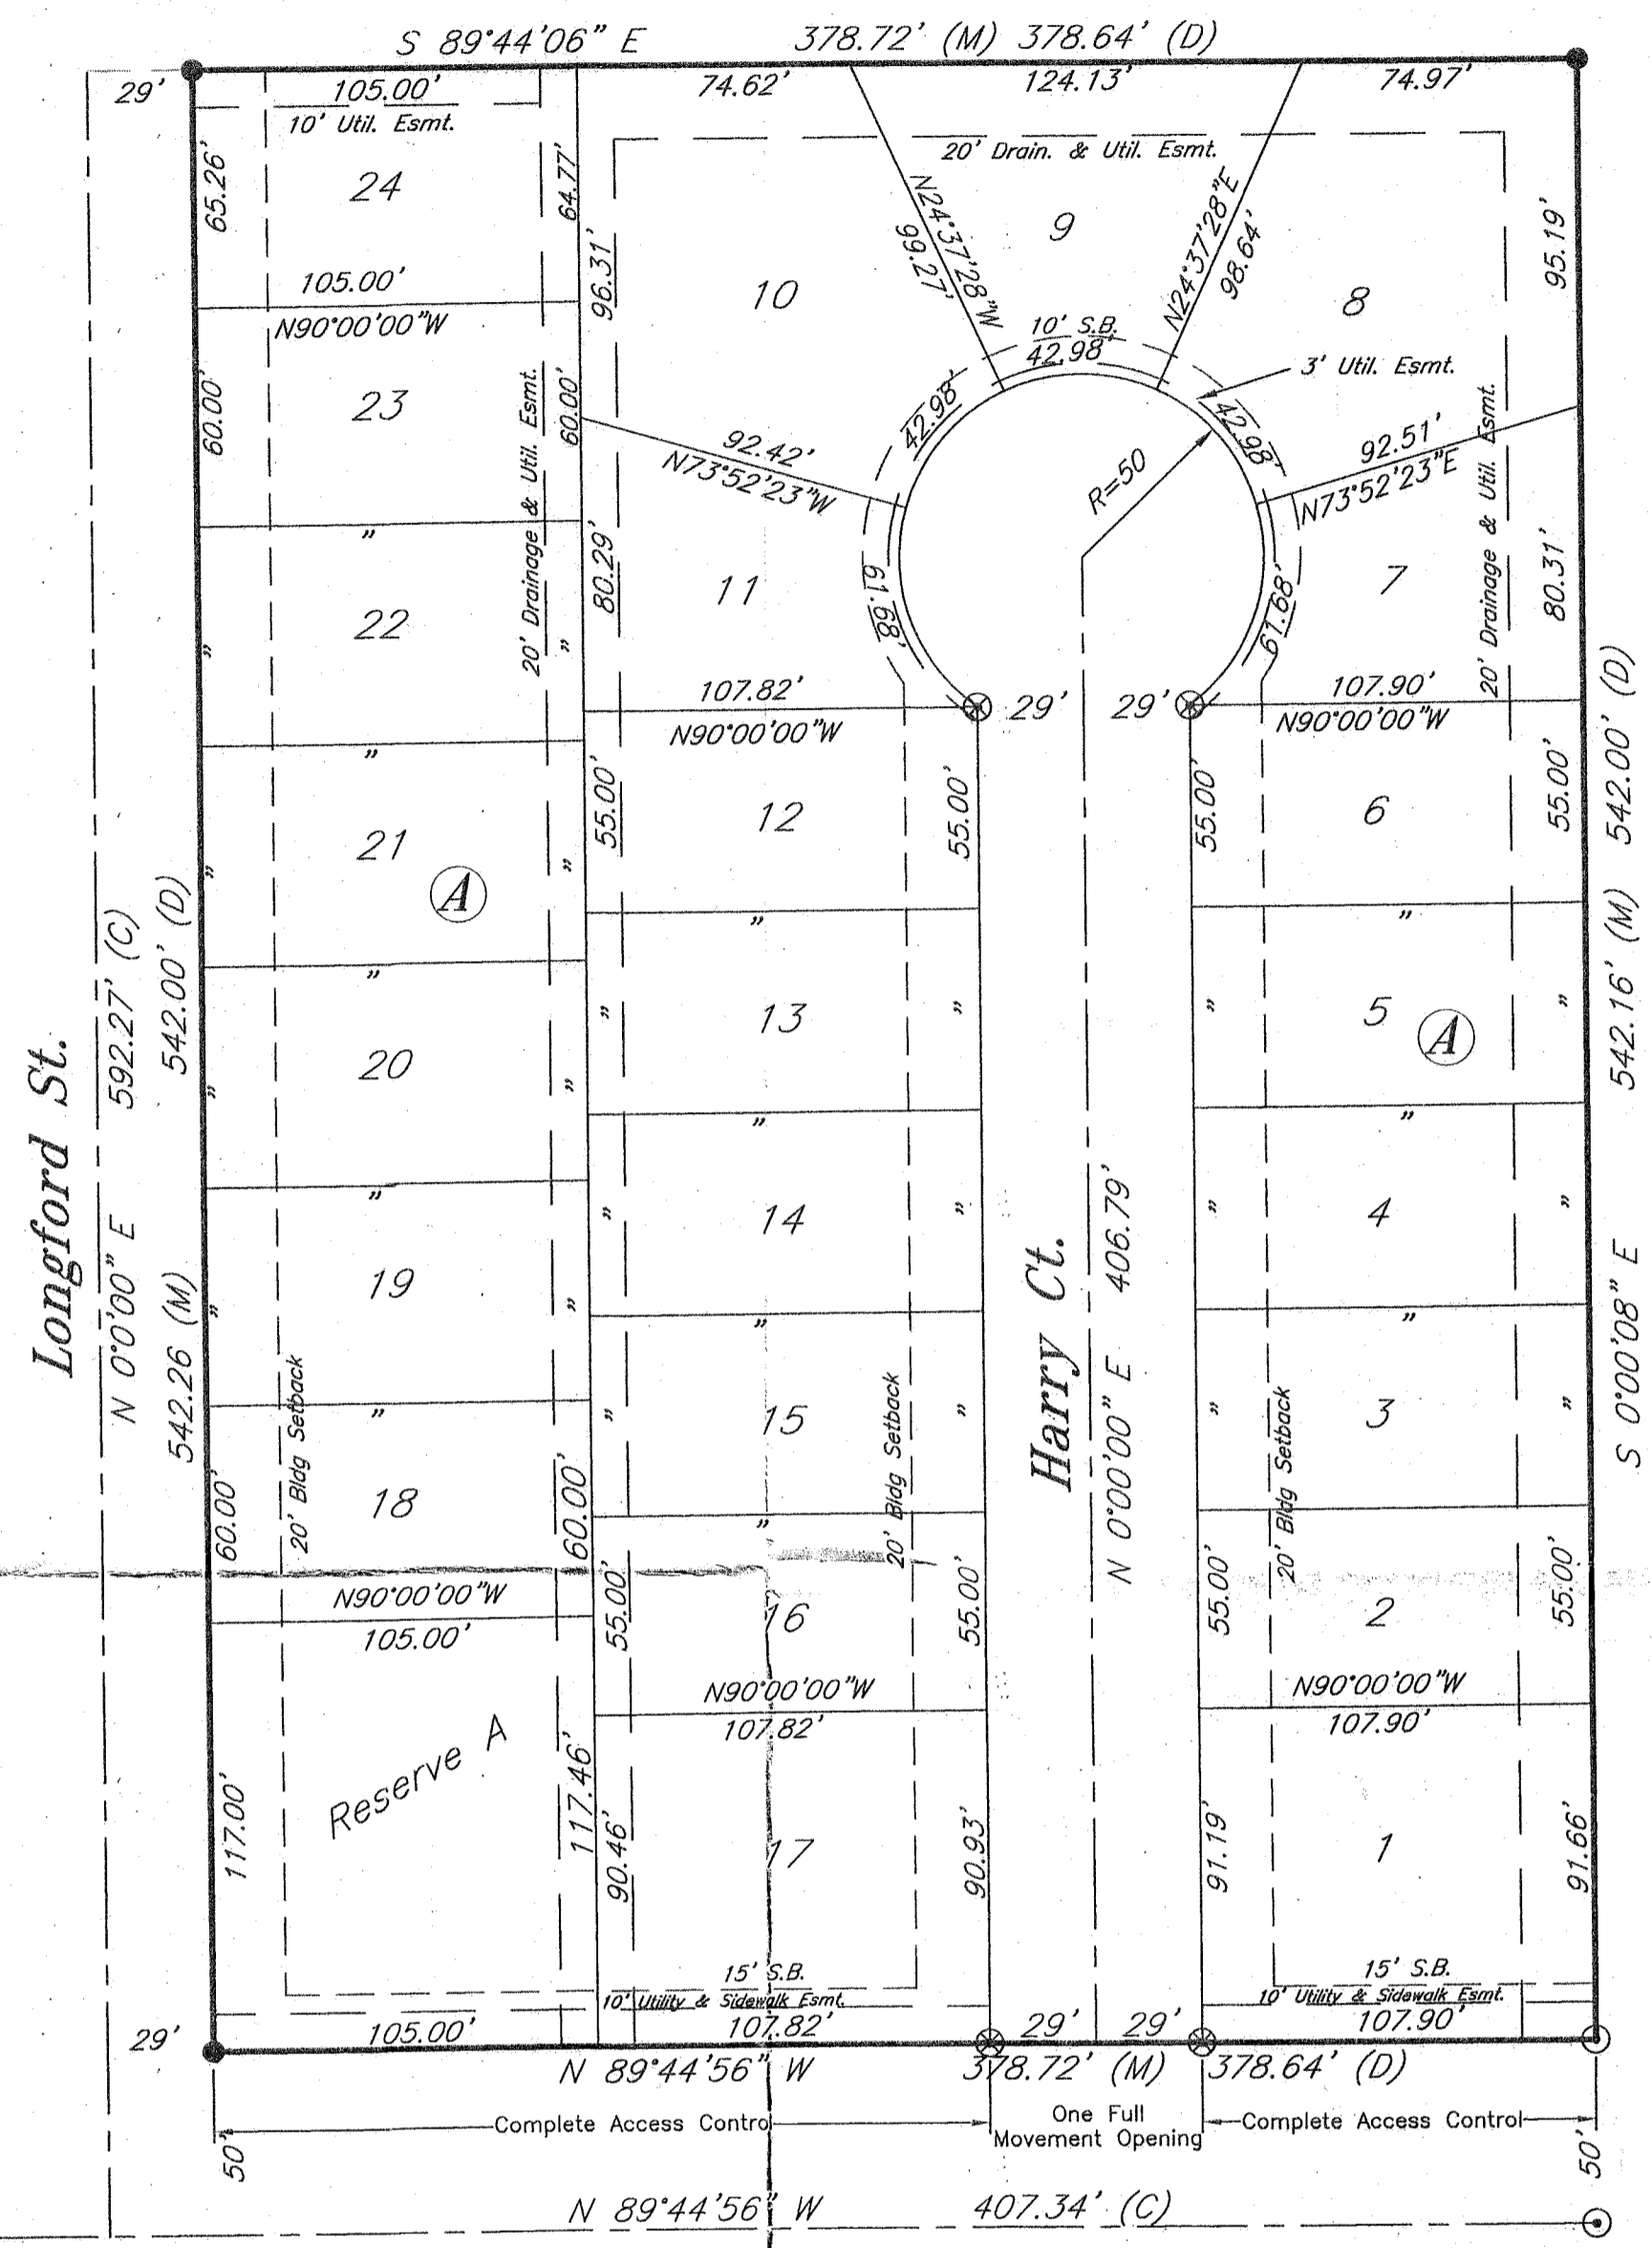 S 89°44'06" E 378.72' (M) 378.64' (D)
29'
105.00'
74.62'
124.13'
74.97'
10' Util. Esmt.
20' Drain. & Util. Esmt.
65.26'
24
64.77'
96.31'
10
N24°37'28"W
99.27'
9
N24°37'28"E
98.64'
8
95.19'
105.00'
N90°00'00"W
10' S.B.
42.98'
3' Util. Esmt.
60.00'
23
20' Drainage & Util. Esmt.
60.00'
42.98'
42.98'
92.42'
N73°52'23"W
R=50
92.51'
N73°52'23"E
20' Drainage & Util. Esmt.
"
22
"
"
80.29'
11
61.68'
61.68'
7
80.31'
107.82'
N90°00'00"W
29'
29'
107.90'
N90°00'00"W
"
"
21
"
A
55.00'
12
55.00'
55.00'
6
55.00'
"
"
"
20
"
"
"
13
"
"
5
A
"
"
"
"
19
"
"
"
14
"
"
4
"
"
"
"
15
"
"
3
"
"
"
Longford St.
N 0°0'00" E 592.27' (C)
542.26 (M) 542.00' (D)
Harry Ct.
N 0°00'00" E 406.79'
S 0°00'08" E 542.16' (M) 542.00' (D)
60.00'
20' Bldg Setback
18
60.00'
20' Bldg Setback
20' Bldg Setback
N90°00'00"W
105.00'
55.00'
16
55.00'
55.00'
2
55.00'
N90°00'00"W
107.82'
N90°00'00"W
107.90'
117.00'
Reserve A
117.46'
90.46'
17
90.93'
91.19'
1
91.66'
15' S.B.
10' Utility & Sidewalk Esmt.
15' S.B.
10' Utility & Sidewalk Esmt.
29'
105.00'
107.82'
29'
29'
107.90'
N 89°44'56" W 378.72' (M) 378.64' (D)
Complete Access Control
One Full
Movement Opening
Complete Access Control
50'
50'
N 89°44'56" W 407.34' (C)